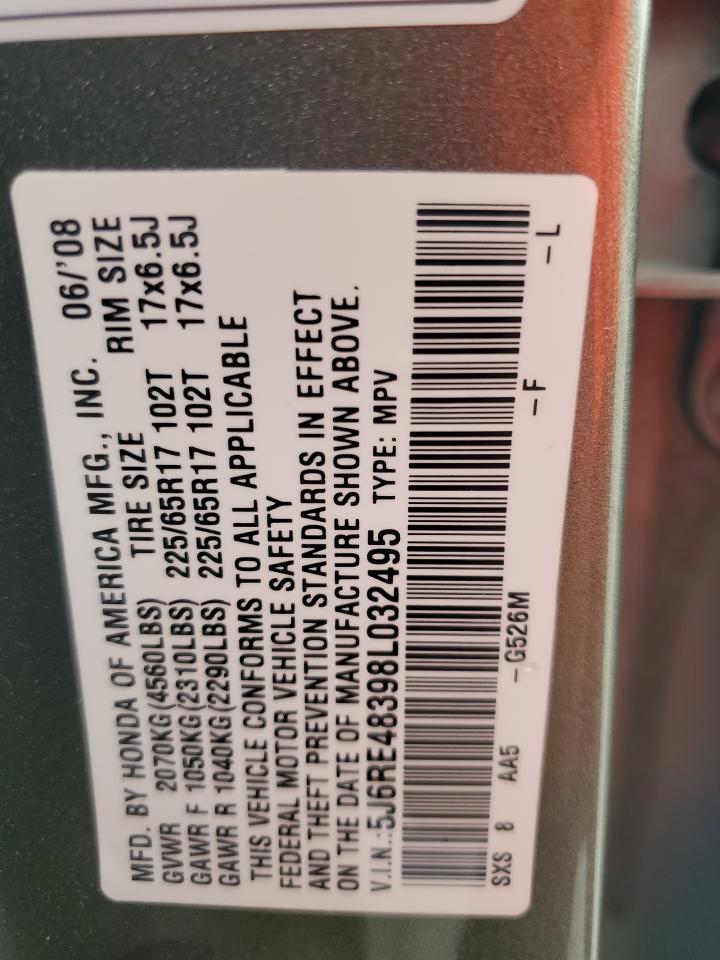 MFD. BY HONDA OF AMERICA MFG., INC. 06/'08
GVWR 2070KG(4560LBS) TIRE SIZE RIM SIZE
GAWR F 1050KG(2310LBS) 225/65R17 102T 17x6.5J
GAWR R 1040KG(2290LBS) 225/65R17 102T 17x6.5J
THIS VEHICLE CONFORMS TO ALL APPLICABLE
FEDERAL MOTOR VEHICLE SAFETY
AND THEFT PREVENTION STANDARDS IN EFFECT
ON THE DATE OF MANUFACTURE SHOWN ABOVE.
V.I.N.:5J6RE48398L032495 TYPE: MPV
SXS 8 AA5 -G526M -F -L